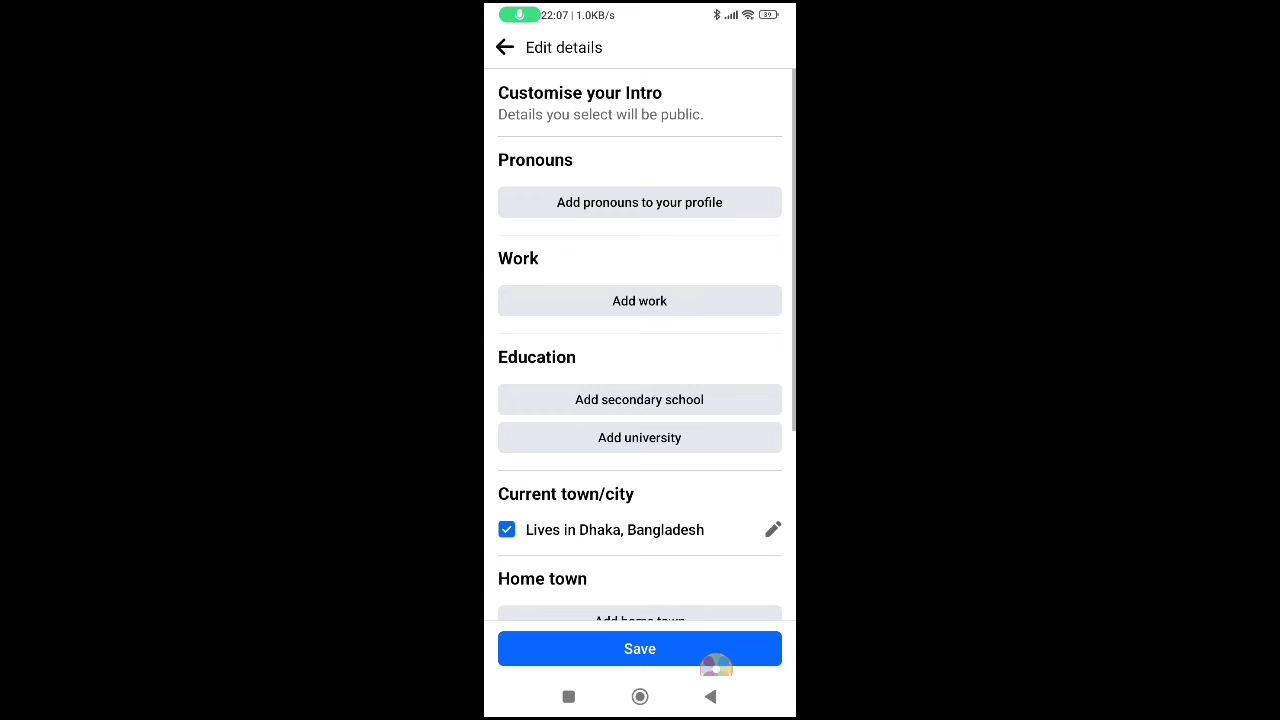 22:07 | 1.0KB/s
39
Edit details
Customise your Intro
Details you select will be public.
Pronouns
Add pronouns to your profile
Work
Add work
Education
Add secondary school
Add university
Current town/city
Lives in Dhaka, Bangladesh
Home town
Add home town
Save